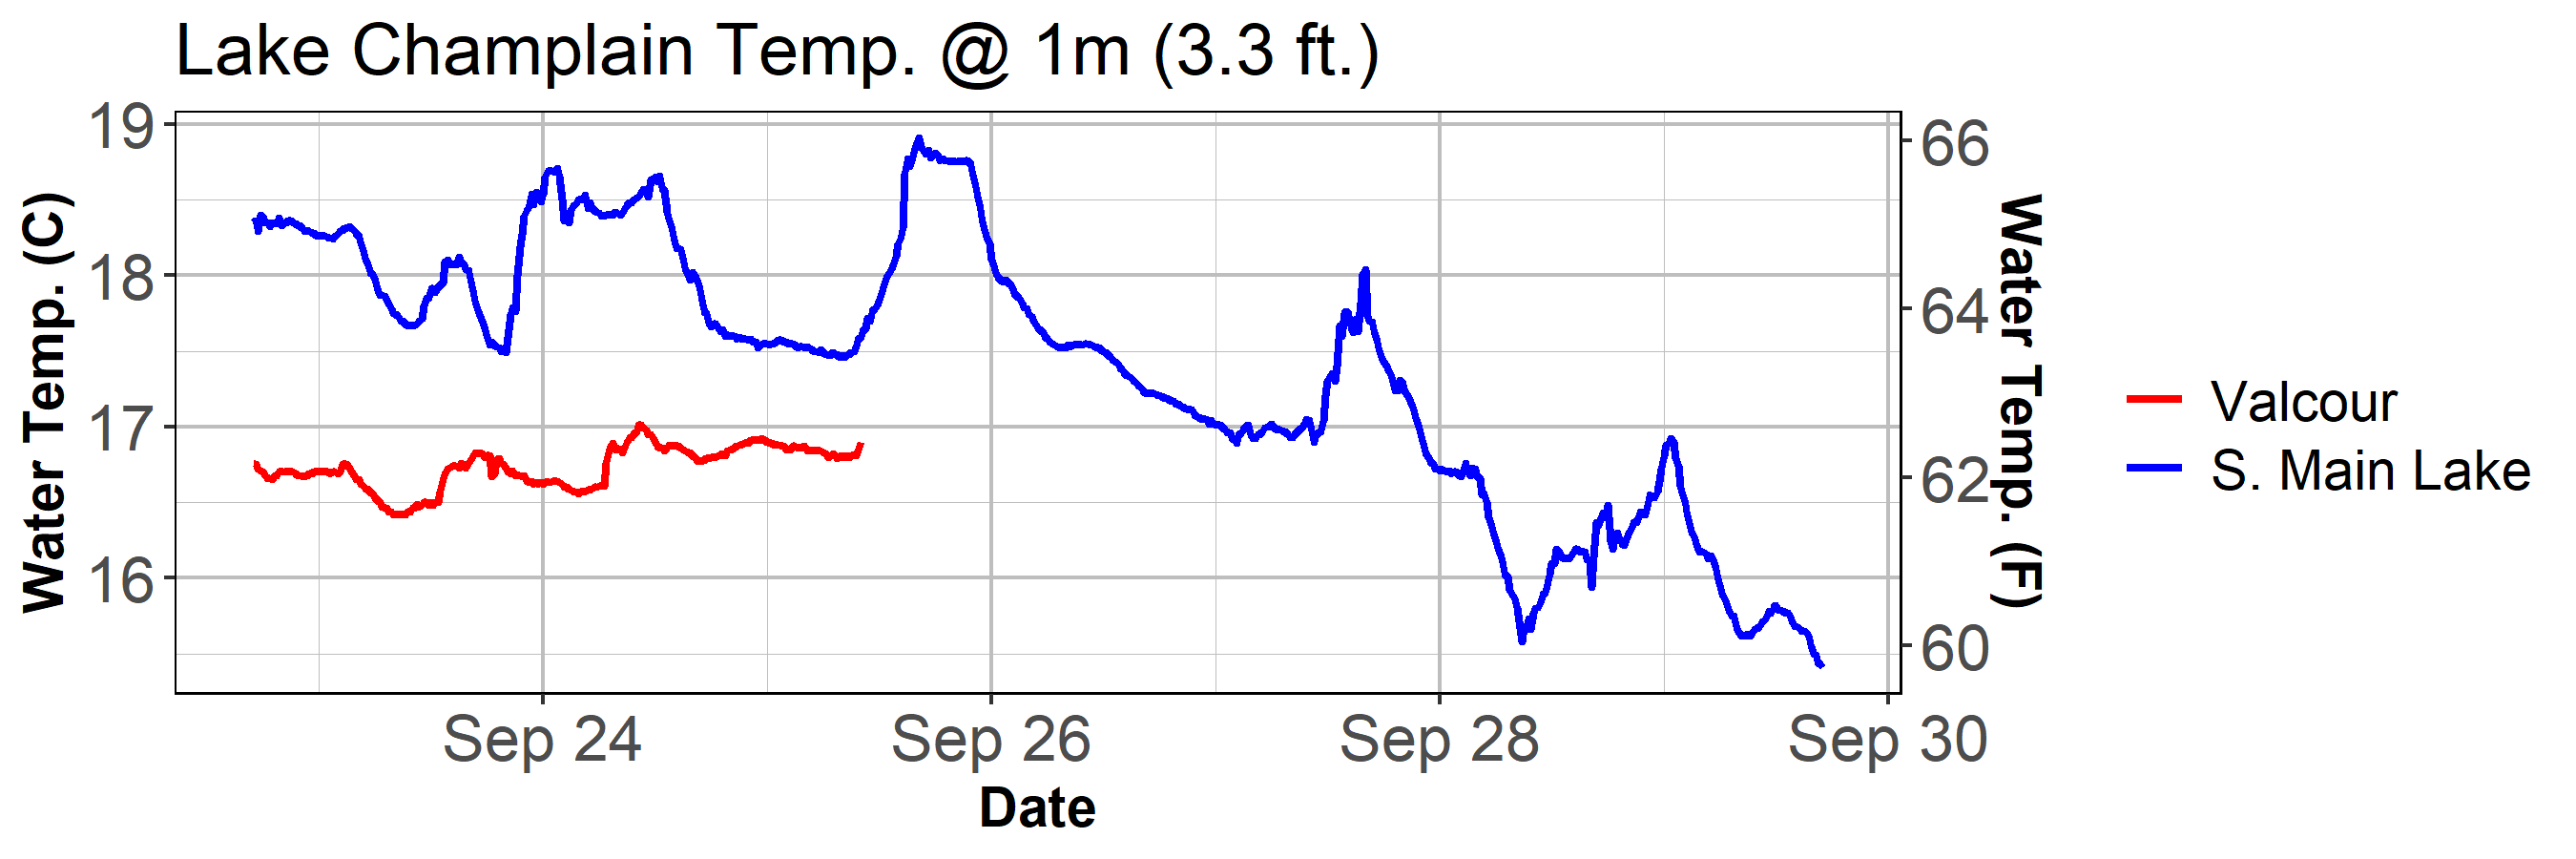 Lake Champlain Temp. @ 1m (3.3 ft.)
Water Temp. (C)
19
18
17
16
66
64
62
60
Water Temp. (F)
Sep 24
Sep 26
Sep 28
Sep 30
Date
Valcour
S. Main Lake